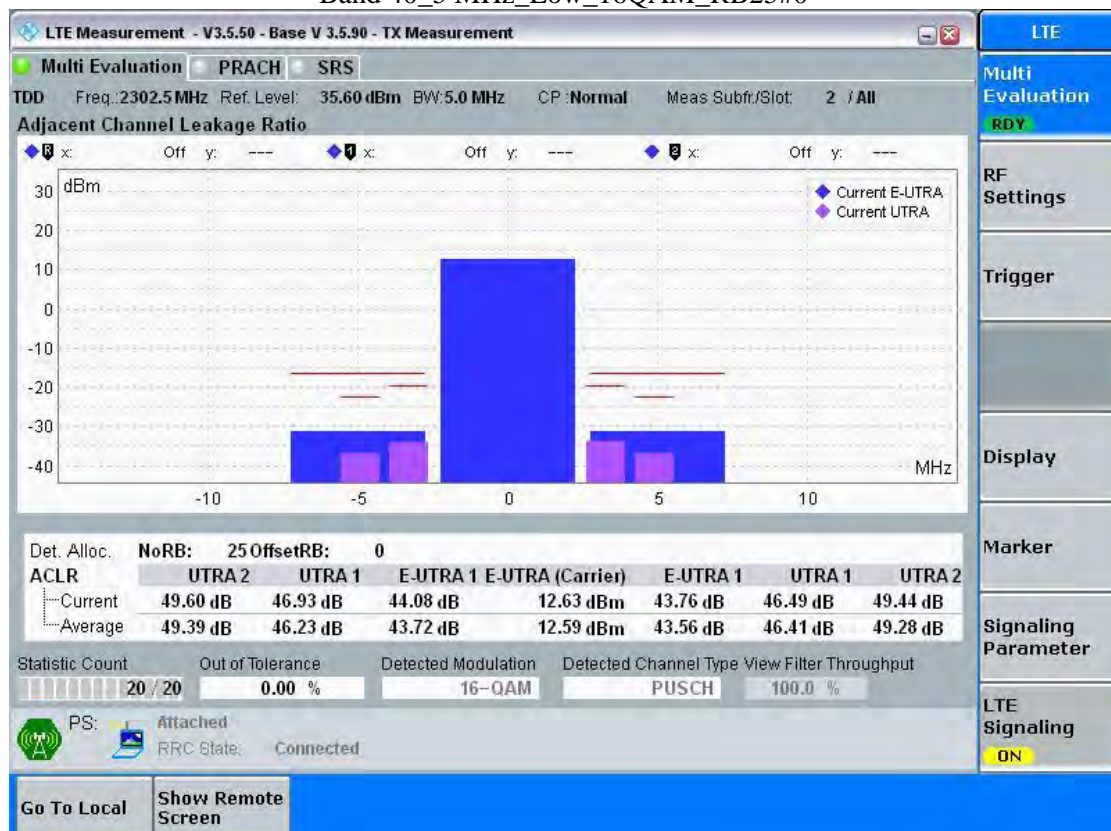 Band 40_5 MHz_Low_16QAM_RB25#0
LTE Measurement - V3.5.50 - Base V 3.5.90 - TX Measurement
LTE
Multi Evaluation PRACH SRS
TDD Freq.:2302.5 MHz Ref. Level: 35.60 dBm BW:5.0 MHz CP :Normal Meas Subfr./Slot: 2 / All
Adjacent Channel Leakage Ratio
R x: Off y: --- 1 x: Off y: --- 2 x: Off y: ---
dBm
Current E-UTRA
Current UTRA
30
20
10
0
-10
-20
-30
-40
MHz
-10 -5 0 5 10
Det. Alloc. NoRB: 25 OffsetRB: 0
ACLR UTRA 2 UTRA 1 E-UTRA 1 E-UTRA (Carrier) E-UTRA 1 UTRA 1 UTRA 2
Current 49.60 dB 46.93 dB 44.08 dB 12.63 dBm 43.76 dB 46.49 dB 49.44 dB
Average 49.39 dB 46.23 dB 43.72 dB 12.59 dBm 43.56 dB 46.41 dB 49.28 dB
Statistic Count Out of Tolerance Detected Modulation Detected Channel Type View Filter Throughput
20 / 20 0.00 % 16-QAM PUSCH 100.0 %
PS: Attached
RRC State: Connected
Multi
Evaluation
RDY
RF
Settings
Trigger
Display
Marker
Signaling
Parameter
LTE
Signaling
ON
Go To Local
Show Remote
Screen